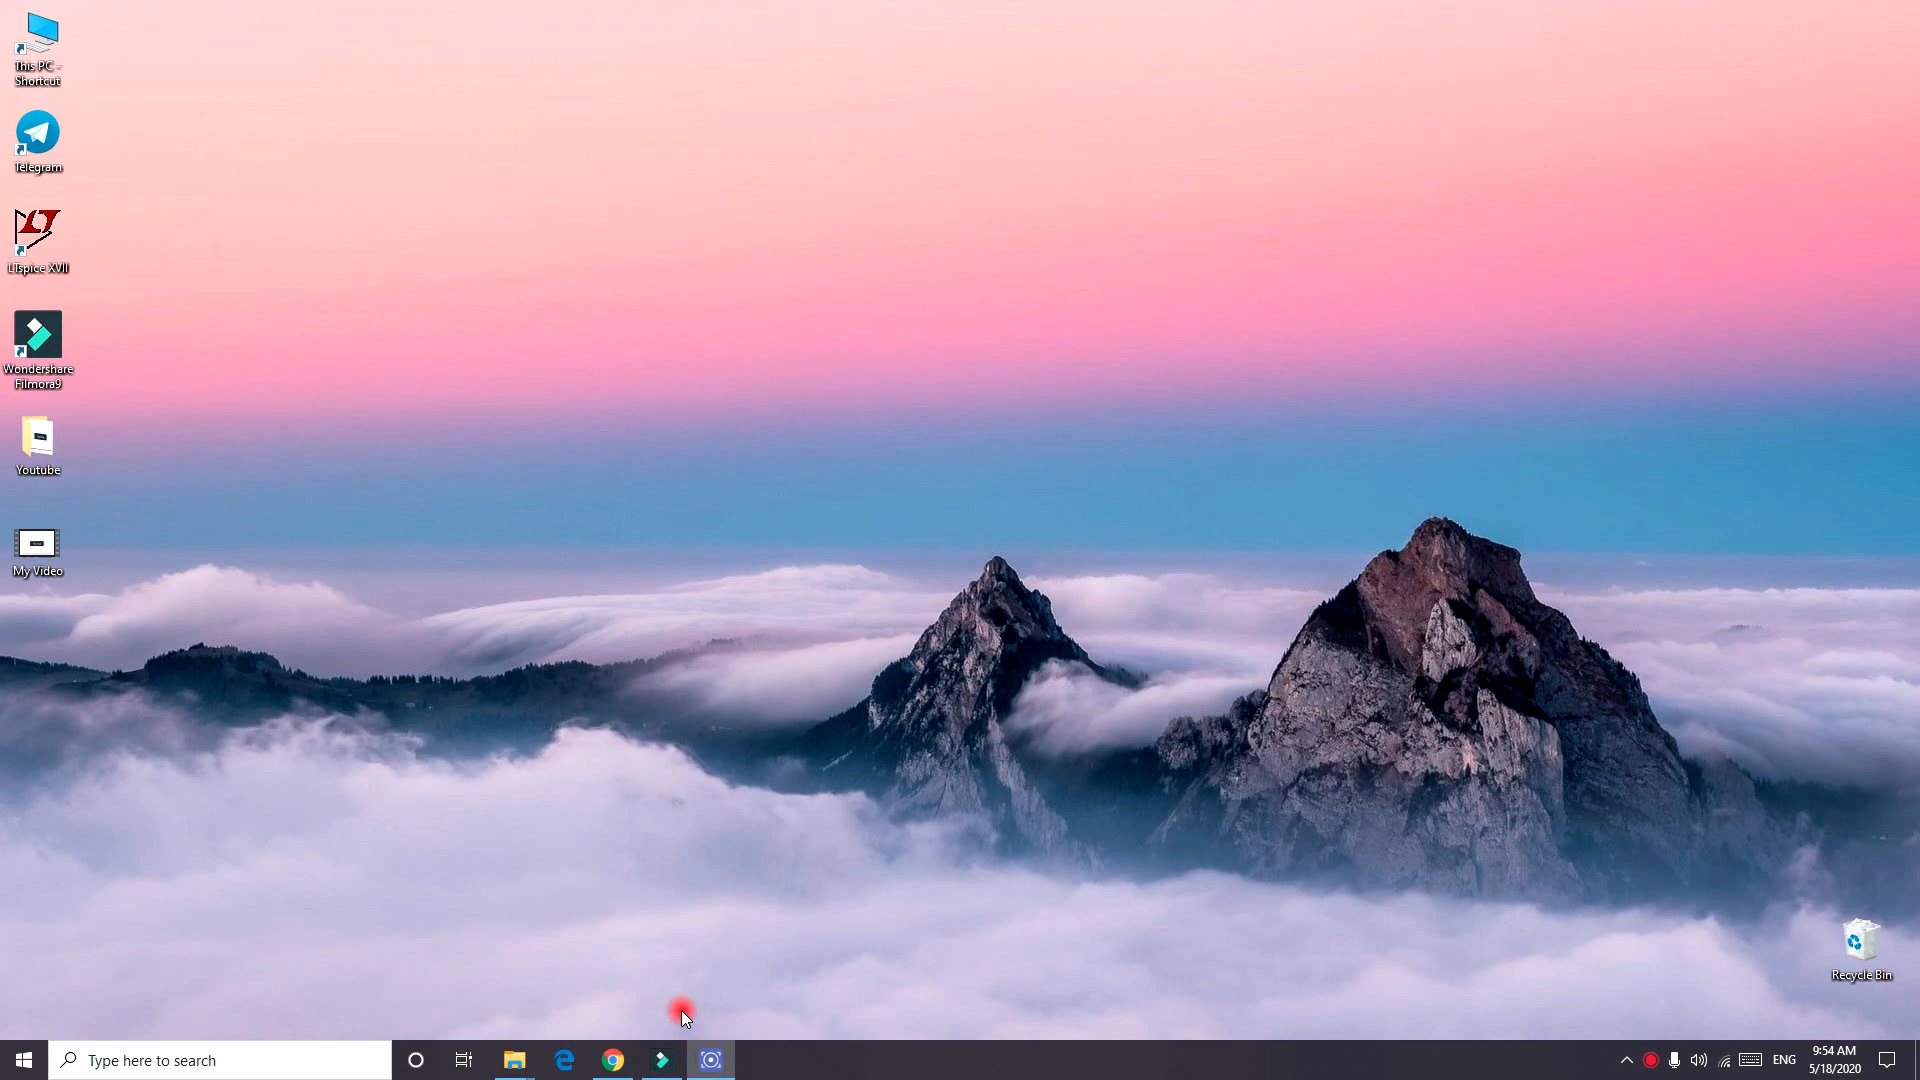 This PC -
Shortcut
Telegram
LTspice XVII
Wondershare
Filmora9
Youtube
My Video
Recycle Bin
Type here to search
ENG
9:54 AM
5/18/2020